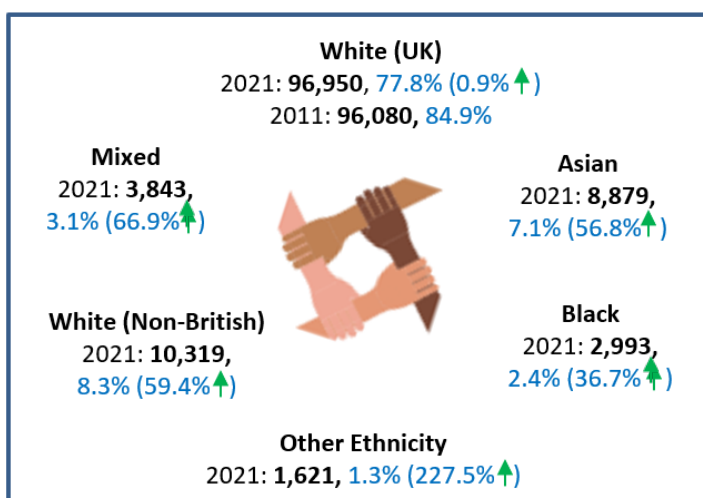 White (UK)
2021: 96,950, 77.8% (0.9%↑)
2011: 96,080, 84.9%
Mixed
2021: 3,843,
3.1% (66.9%↑)
Asian
2021: 8,879,
7.1% (56.8%↑)
White (Non-British)
2021: 10,319,
8.3% (59.4%↑)
Black
2021: 2,993,
2.4% (36.7%↑)
Other Ethnicity
2021: 1,621, 1.3% (227.5%↑)